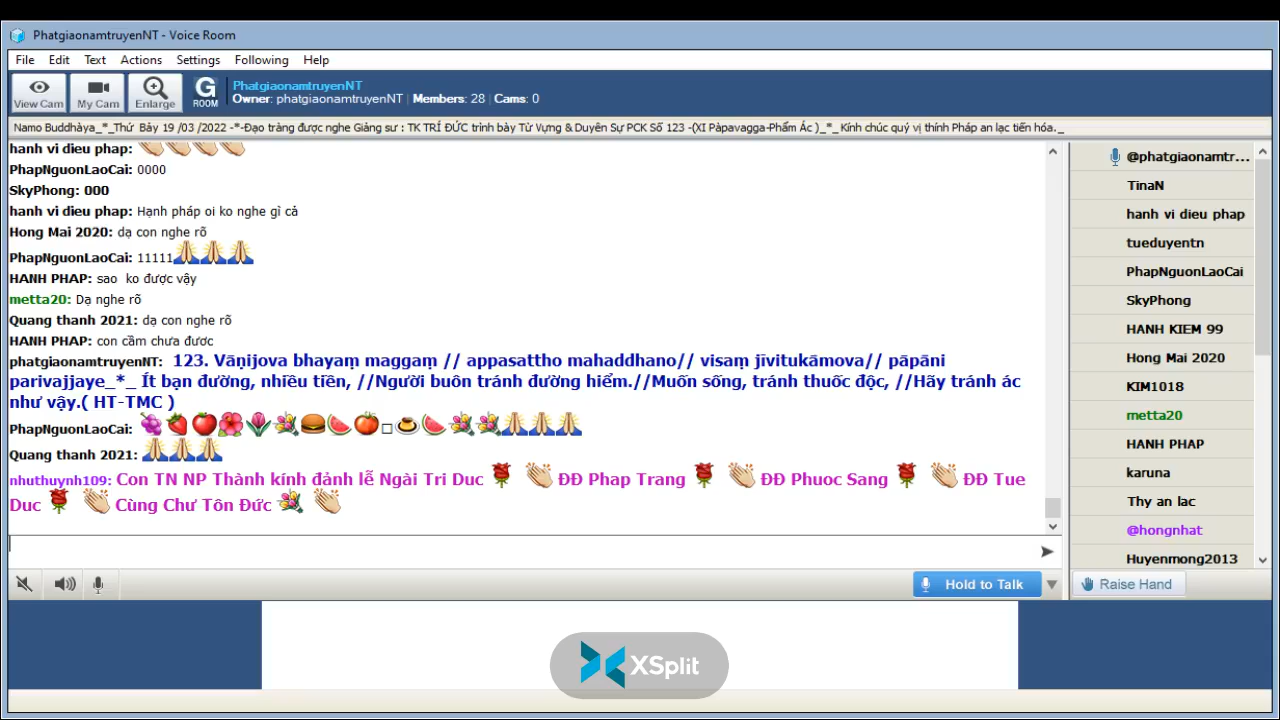 PhatgiaonamtruyenNT - Voice Room
File Edit Text Actions Settings Following Help
View Cam My Cam Enlarge G ROOM
PhatgiaonamtruyenNT
Owner: phatgiaonamtruyenNT | Members: 28 | Cams: 0
Namo Buddhàya_*_Thứ Bảy 19 /03 /2022 -*-Đạo tràng được nghe Giảng sư : TK TRÍ ĐỨC trình bày Từ Vựng & Duyên Sự PCK Số 123 -(XI Pàpavagga-Phẩm Ác )_*_ Kính chúc quý vị thính Pháp an lạc tiến hóa._
hanh vi dieu phap:
PhapNguonLaoCai: 0000
SkyPhong: 000
hanh vi dieu phap: Hạnh pháp oi ko nghe gì cả
Hong Mai 2020: dạ con nghe rõ
PhapNguonLaoCai: 11111
HANH PHAP: sao ko được vậy
metta20: Dạ nghe rõ
Quang thanh 2021: dạ con nghe rõ
HANH PHAP: con cầm chưa đươc
phatgiaonamtruyenNT: 123. Vāṇijova bhayaṃ maggaṃ // appasattho mahaddhano// visaṃ jīvitukāmova// pāpāni
parivajjaye_*_ Ít bạn đường, nhiều tiền, //Người buôn tránh đường hiểm.//Muốn sống, tránh thuốc độc, //Hãy tránh ác
như vậy.( HT-TMC )
PhapNguonLaoCai:
Quang thanh 2021:
nhuthuynh109: Con TN NP Thành kính đảnh lễ Ngài Tri Duc ĐĐ Phap Trang ĐĐ Phuoc Sang ĐĐ Tue
Duc Cùng Chư Tôn Đức
@phatgiaonamtr...
TinaN
hanh vi dieu phap
tueduyentn
PhapNguonLaoCai
SkyPhong
HANH KIEM 99
Hong Mai 2020
KIM1018
metta20
HANH PHAP
karuna
Thy an lac
@hongnhat
Huyenmong2013
Hold to Talk
Raise Hand
XSplit